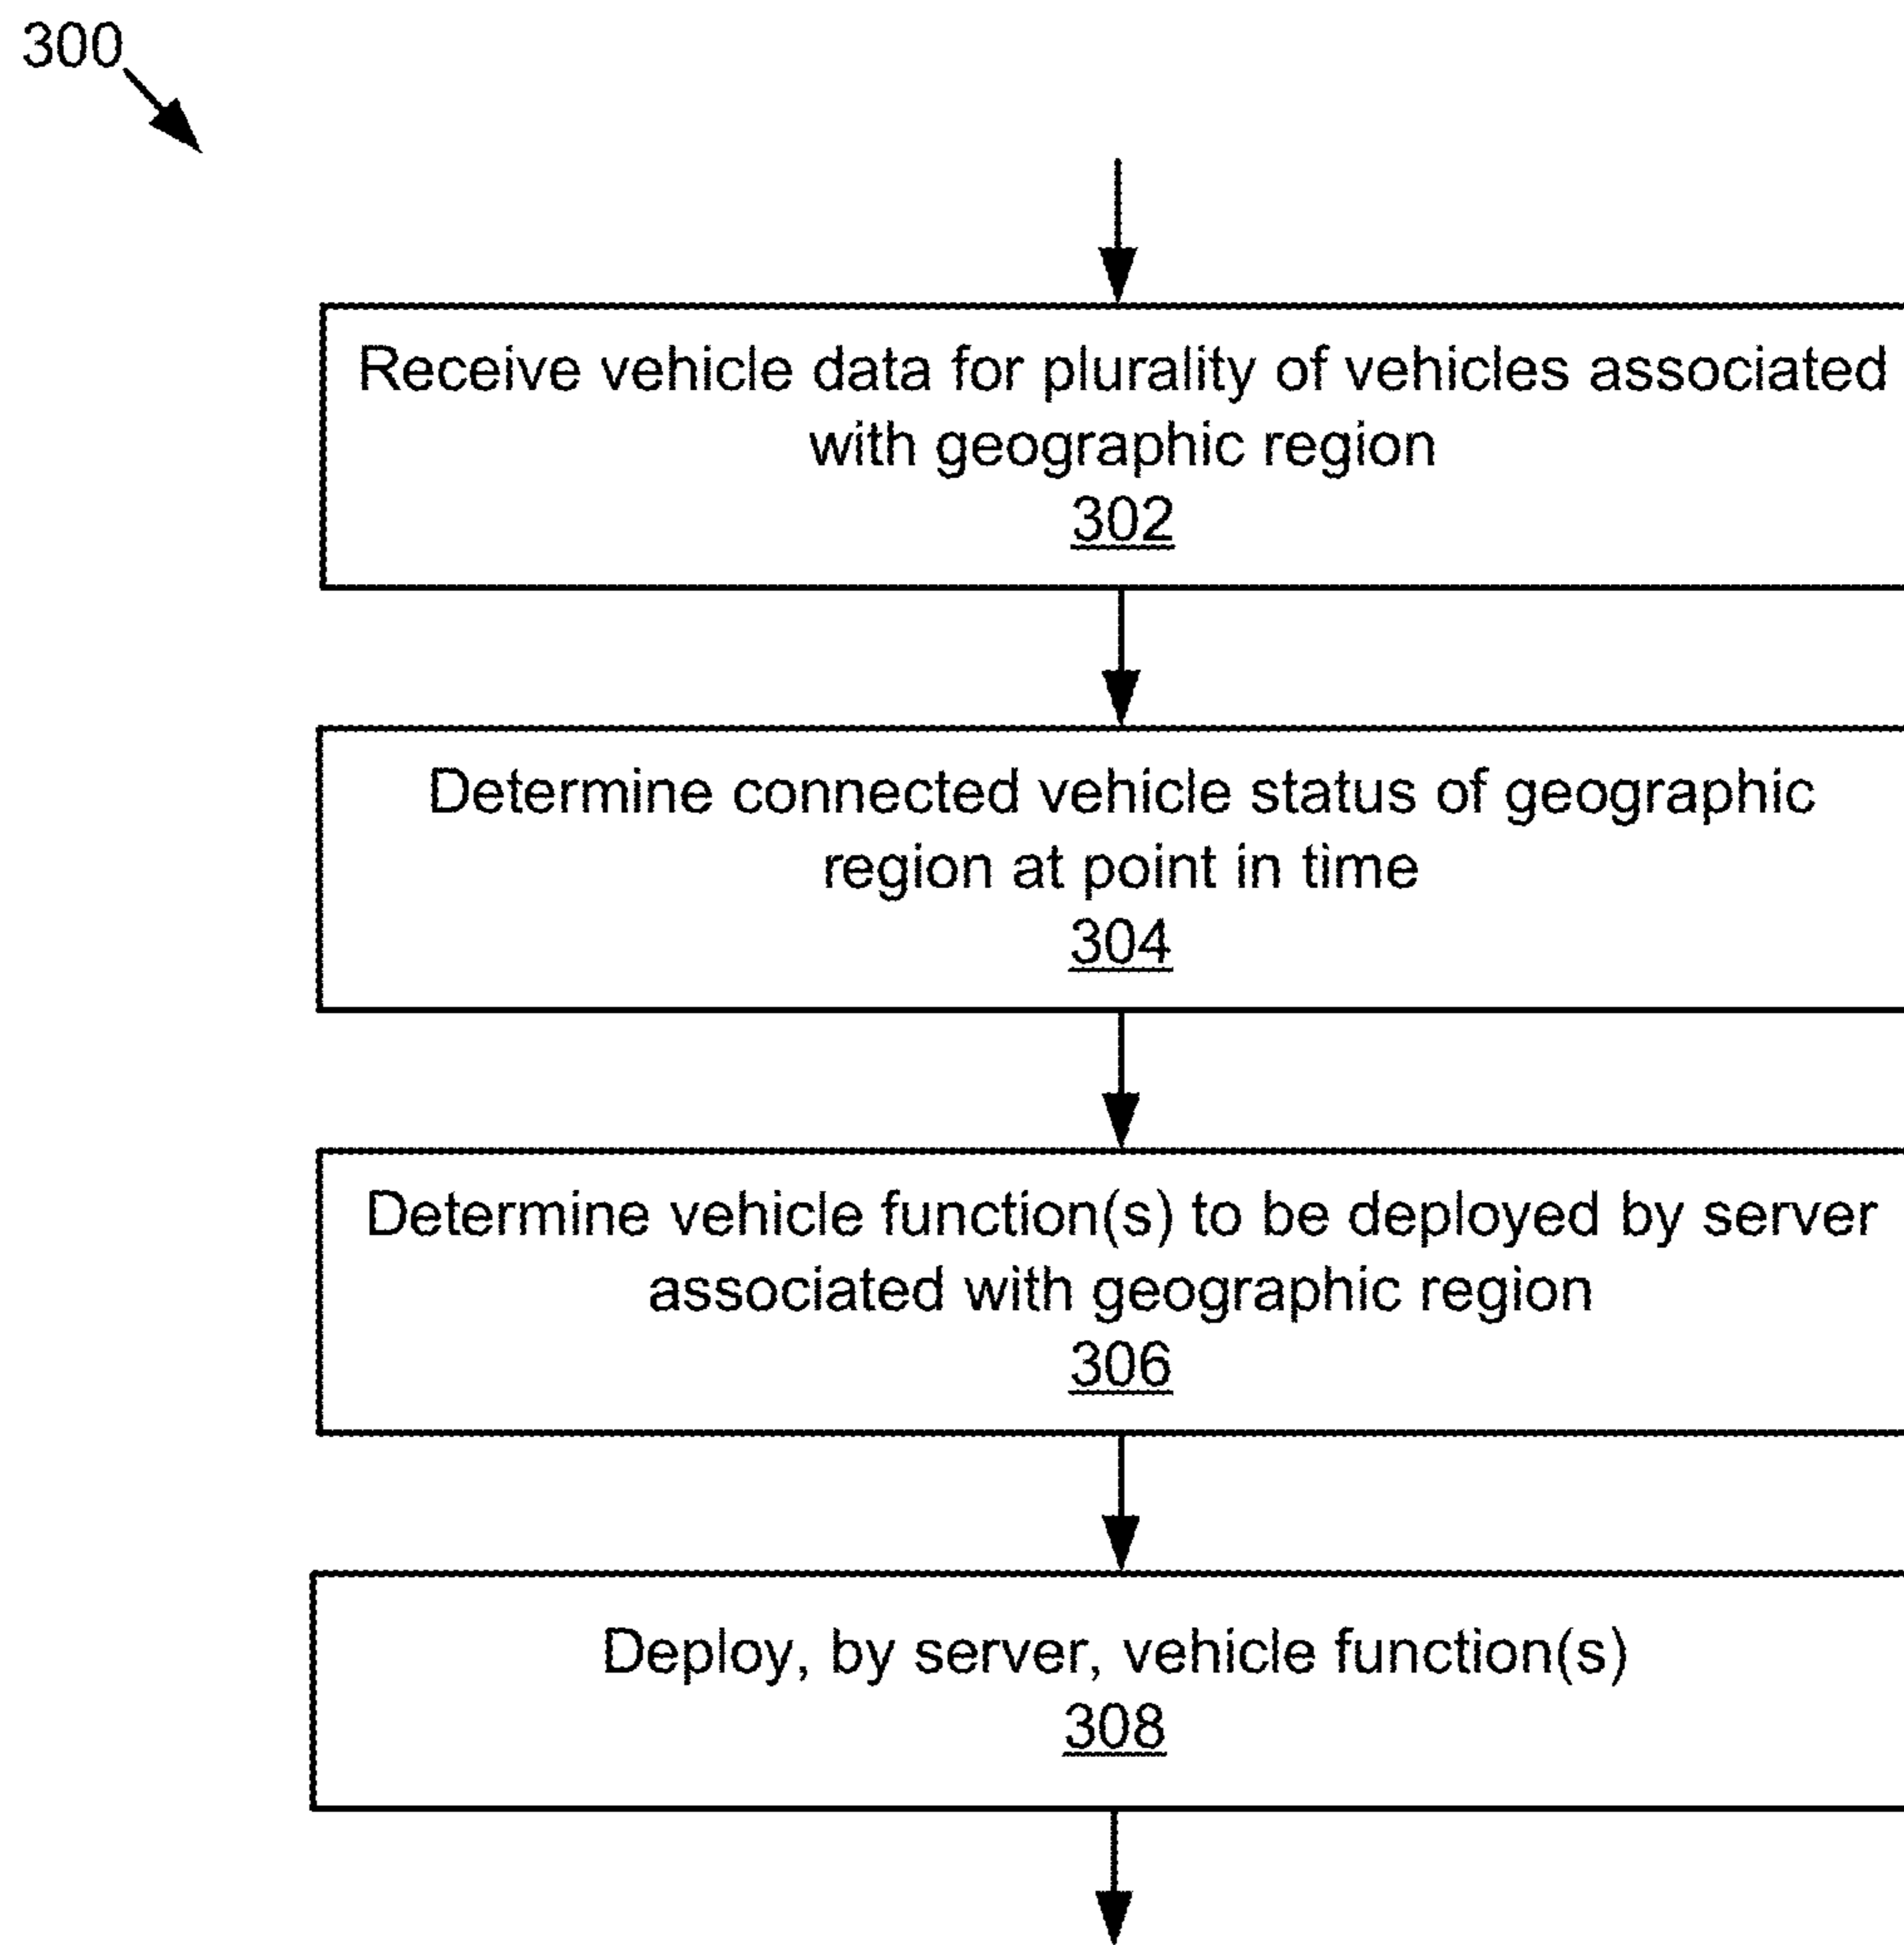 300
Receive vehicle data for plurality of vehicles associated
with geographic region
302
Determine connected vehicle status of geographic
region at point in time
304
Determine vehicle function(s) to be deployed by server
associated with geographic region
306
Deploy, by server, vehicle function(s)
308